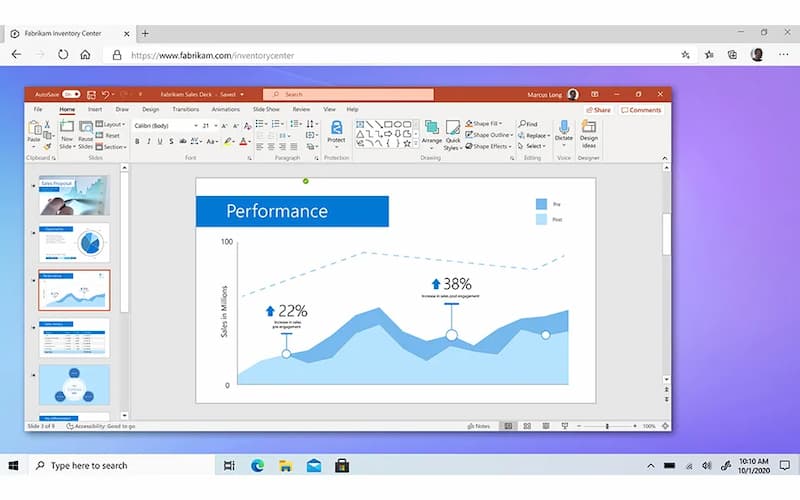 Fabrikam Inventory Center
https://www.fabrikam.com/inventorycenter
AutoSave On Fabrikam Sales Deck - Saved Search Marcus Long
File Home Insert Draw Design Transitions Animations Slide Show Review View Help Share Comments
Calibri (Body) 21
Paste New Slide Reuse Slides Layout Reset Section
B I U S ab AV Aa A
Protect Arrange Quick Styles Shape Fill Shape Outline Shape Effects
Find Replace Select Dictate Design Ideas
Clipboard Slides Font Paragraph Protection Drawing Editing Voice Designer
Sales Proposal
Performance
Performance
Pre
Post
100
Sales in Millions
0
22%
Increase in sales
pre engagement
38%
Increase in sales post engagement
Slide 3 of 9 Accessibility: Good to go Notes 100%
Type here to search
10:10 AM
10/1/2020